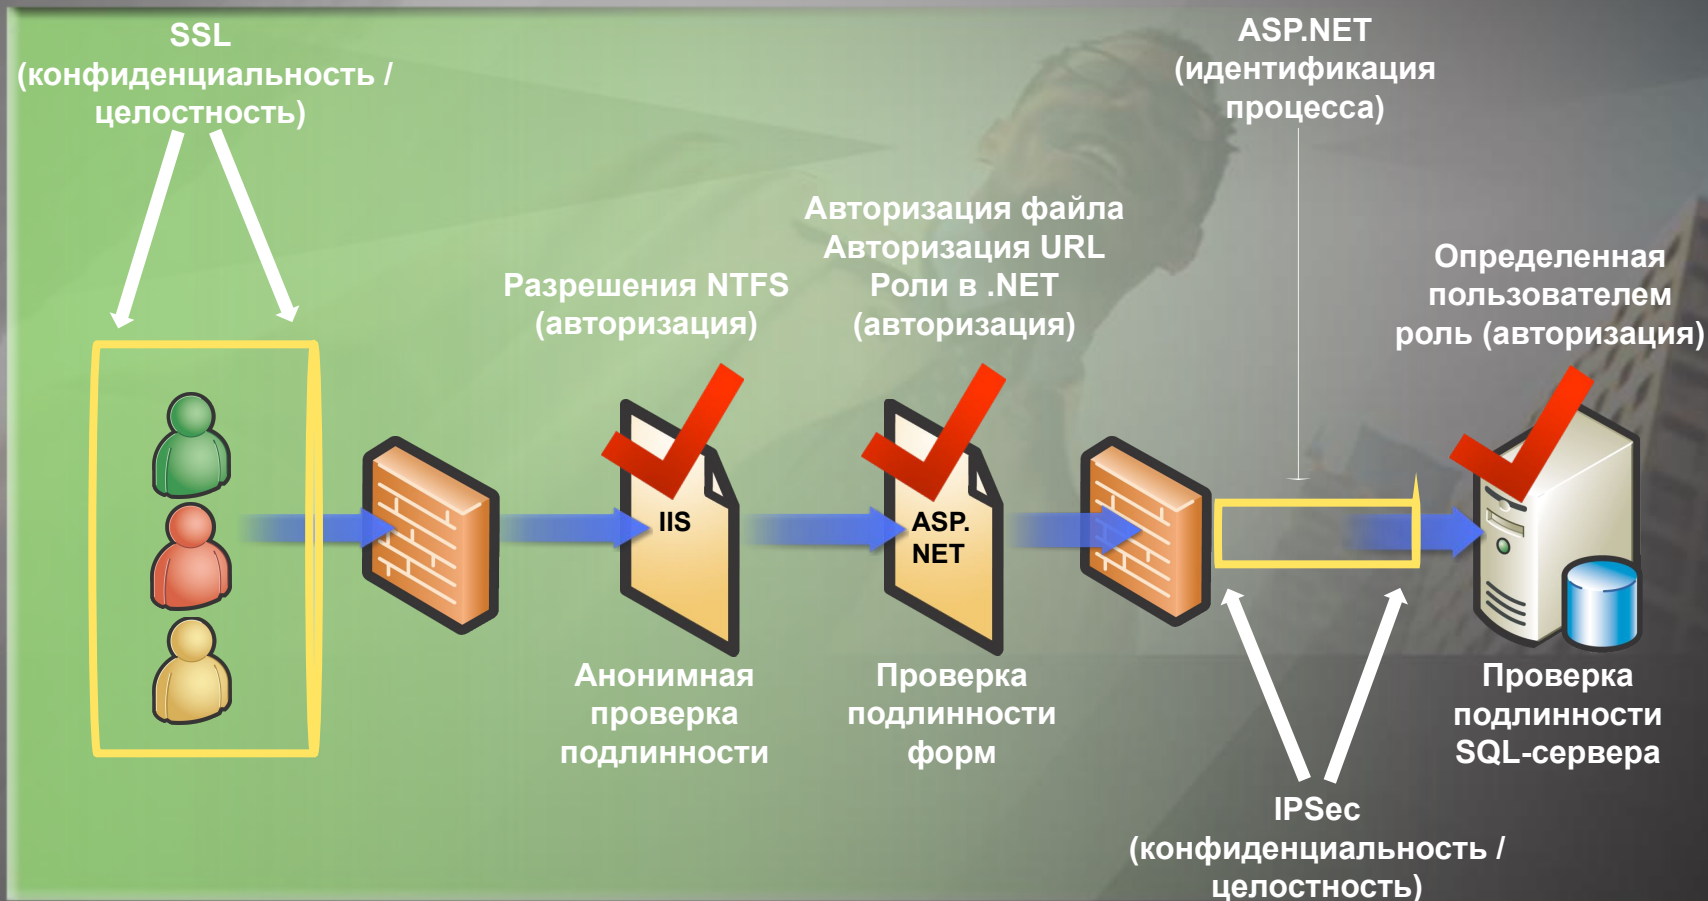 SSL
(конфиденциальность /
целостность)
ASP.NET
(идентификация
процесса)
Авторизация файла
Авторизация URL
Роли в .NET
(авторизация)
Разрешения NTFS
(авторизация)
Определенная
пользователем
роль (авторизация)
IIS
ASP.
NET
Анонимная
проверка
подлинности
Проверка
подлинности
форм
Проверка
подлинности
SQL-сервера
IPSec
(конфиденциальность /
целостность)